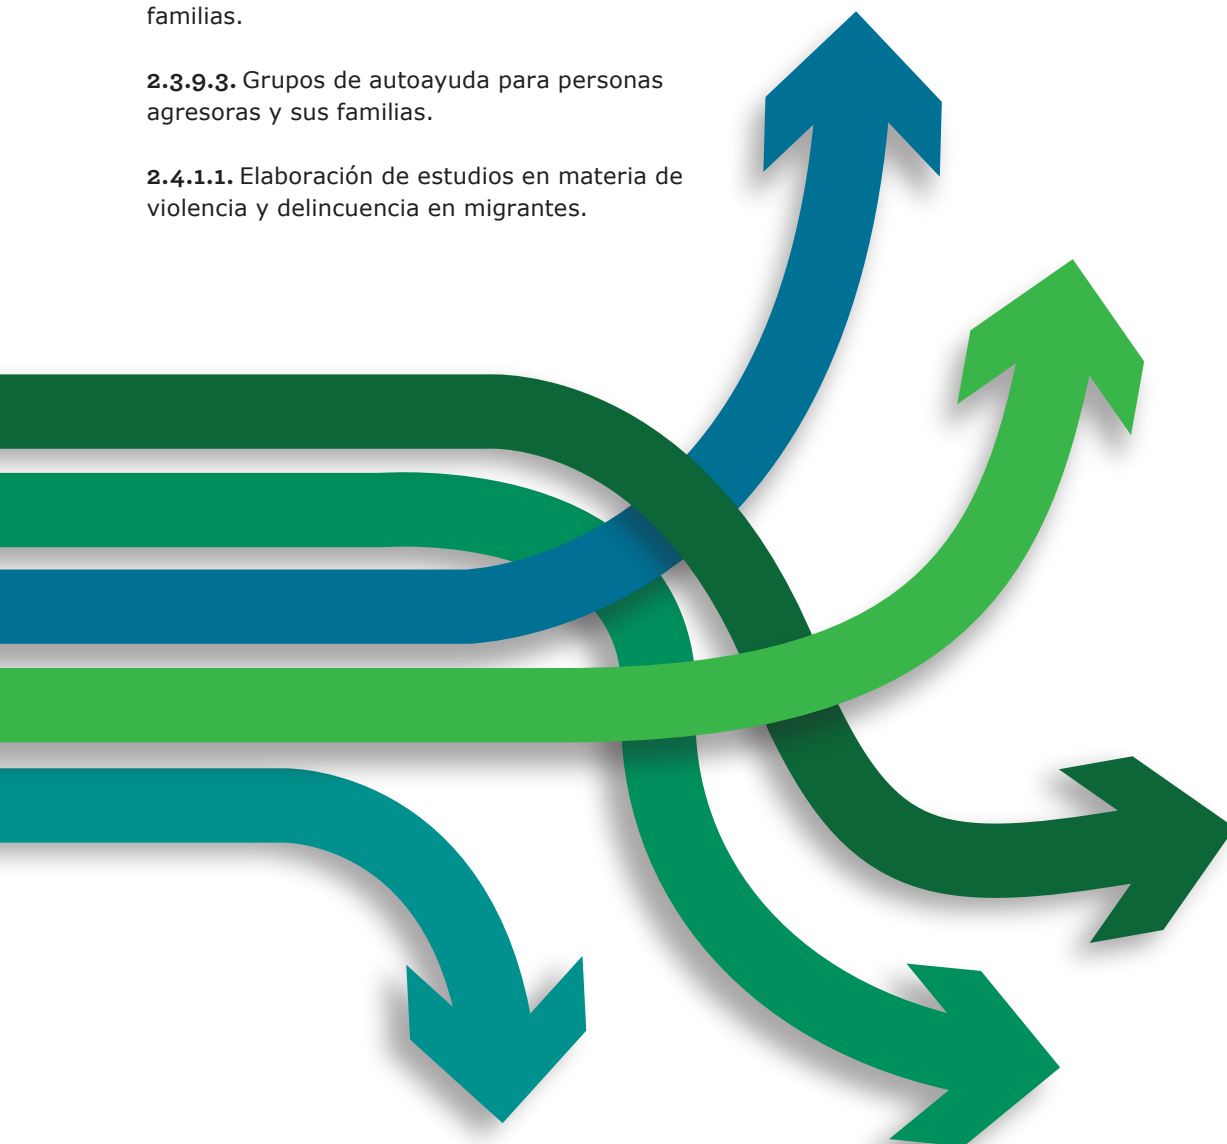 familias.
2.3.9.3. Grupos de autoayuda para personas
agresoras y sus familias.
2.4.1.1. Elaboración de estudios en materia de
violencia y delincuencia en migrantes.